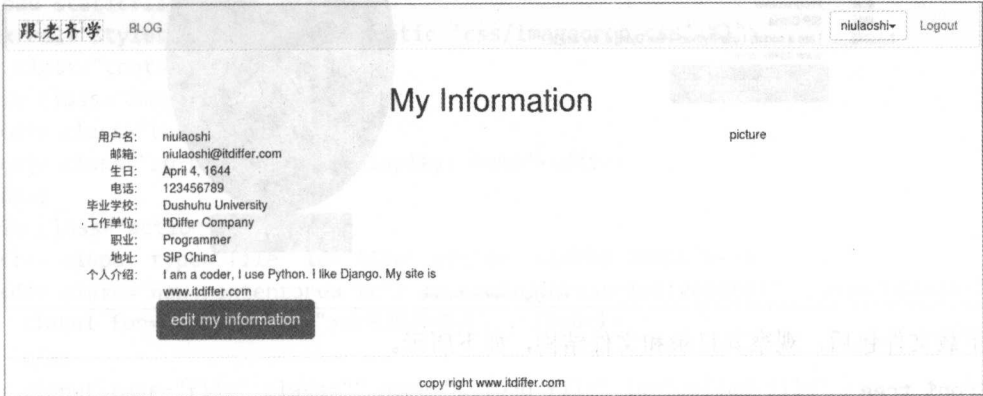 跟老齐学 BLOG niulaoshi Logout
My Information
用户名: niulaoshi
picture
邮箱: niulaoshi@itdiffer.com
生日: April 4, 1644
电话: 123456789
毕业学校: Dushuhu University
工作单位: ItDiffer Company
职业: Programmer
地址: SIP China
个人介绍: I am a coder, I use Python. I like Django. My site is
www.itdiffer.com
edit my information
copy right www.itdiffer.com